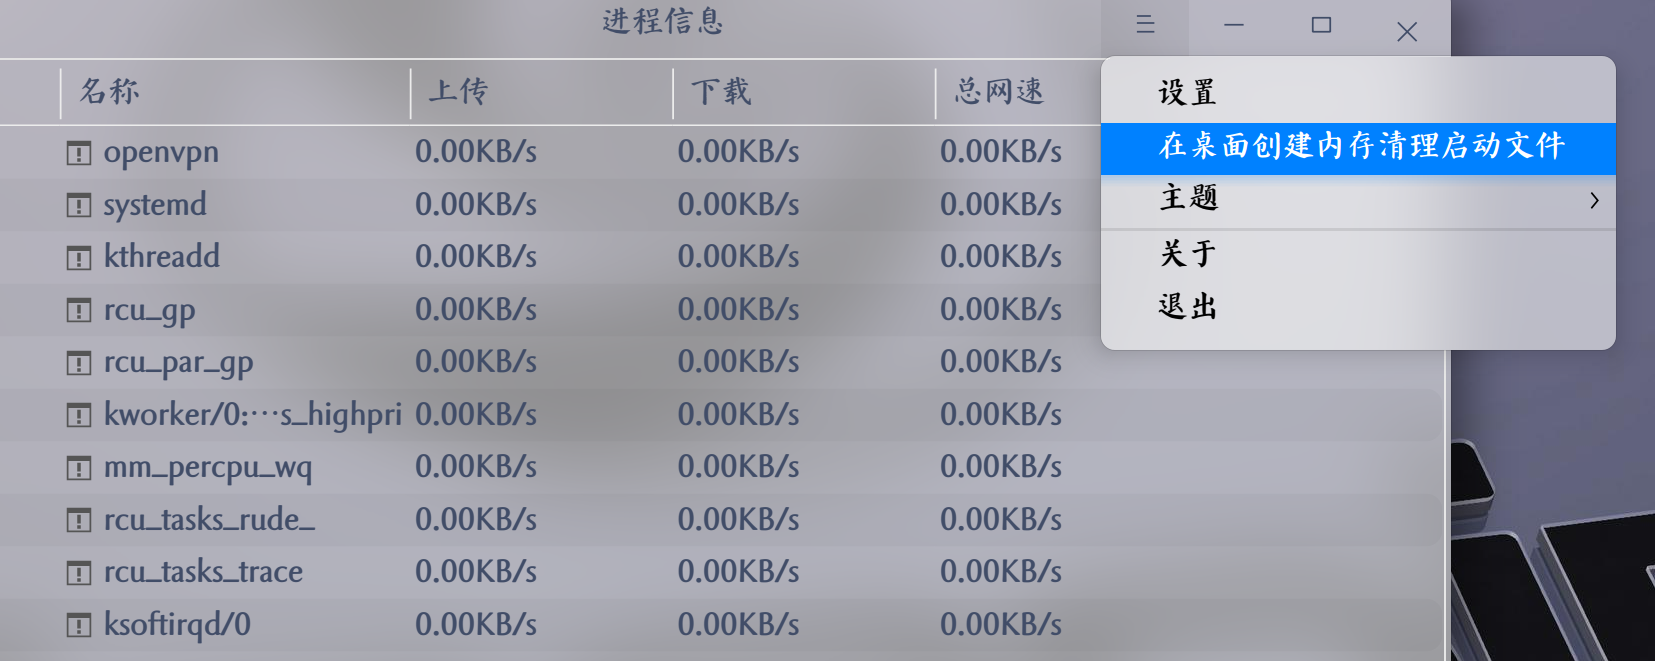 进程信息
名称 上传 下载 总网速
openvpn 0.00KB/s 0.00KB/s 0.00KB/s
systemd 0.00KB/s 0.00KB/s 0.00KB/s
kthreadd 0.00KB/s 0.00KB/s 0.00KB/s
rcu_gp 0.00KB/s 0.00KB/s 0.00KB/s
rcu_par_gp 0.00KB/s 0.00KB/s 0.00KB/s
kworker/0:…s_highpri 0.00KB/s 0.00KB/s 0.00KB/s
mm_percpu_wq 0.00KB/s 0.00KB/s 0.00KB/s
rcu_tasks_rude_ 0.00KB/s 0.00KB/s 0.00KB/s
rcu_tasks_trace 0.00KB/s 0.00KB/s 0.00KB/s
ksoftirqd/0 0.00KB/s 0.00KB/s 0.00KB/s
设置
在桌面创建内存清理启动文件
主题
关于
退出